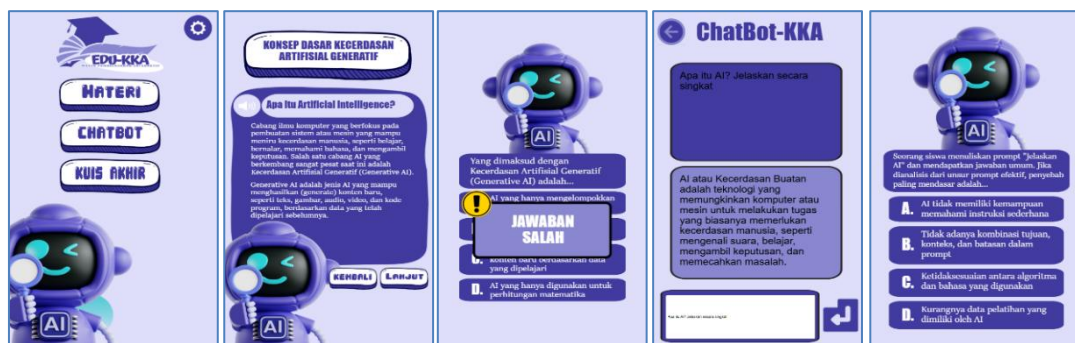 EDU-KKA
MATERI
CHATBOT
KUIS AKHIR
AI
KONSEP DASAR KECERDASAN
ARTIFISIAL GENERATIF
Apa Itu Artificial Intelligence?
Cabang ilmu komputer yang berfokus pada
pembuatan sistem atau mesin yang mampu
meniru kecerdasan manusia, seperti belajar,
bernalar, memahami bahasa, dan mengambil
keputusan. Salah satu cabang AI yang
berkembang sangat pesat saat ini adalah
Kecerdasan Artifisial Generatif (Generative AI).
Generative AI adalah jenis AI yang mampu
menghasilkan (generate) konten baru,
seperti teks, gambar, audio, video, dan kode
program, berdasarkan data yang telah
dipelajari sebelumnya.
KEMBALI
LANJUT
AI
AI
Yang dimaksud dengan
Kecerdasan Artifisial Generatif
(Generative AI) adalah...
AI yang hanya mengelompokkan
JAWABAN
SALAH
konten baru berdasarkan data
yang dipelajari
D. AI yang hanya digunakan untuk
perhitungan matematika
ChatBot-KKA
Apa itu AI? Jelaskan secara
singkat
AI atau Kecerdasan Buatan
adalah teknologi yang
memungkinkan komputer atau
mesin untuk melakukan tugas
yang biasanya memerlukan
kecerdasan manusia, seperti
mengenali suara, belajar,
mengambil keputusan, dan
memecahkan masalah.
Apa itu AI? Jelaskan secara singkat
AI
Seorang siswa menuliskan prompt "Jelaskan
AI" dan mendapatkan jawaban umum. Jika
dianalisis dari unsur prompt efektif, penyebab
paling mendasar adalah...
A. AI tidak memiliki kemampuan
memahami instruksi sederhana
B. Tidak adanya kombinasi tujuan,
konteks, dan batasan dalam
prompt
C. Ketidaksesuaian antara algoritma
dan bahasa yang digunakan
D. Kurangnya data pelatihan yang
dimiliki oleh AI